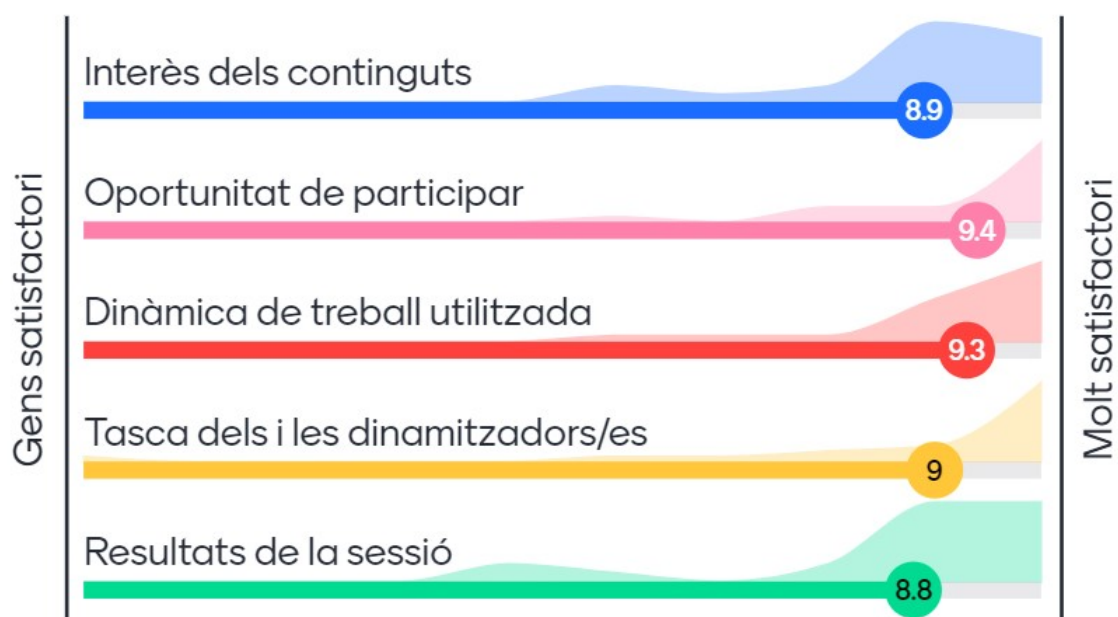 Gens satisfactori
Interès dels continguts
8.9
Oportunitat de participar
9.4
Dinàmica de treball utilitzada
9.3
Tasca dels i les dinamitzadors/es
9
Resultats de la sessió
8.8
Molt satisfactori